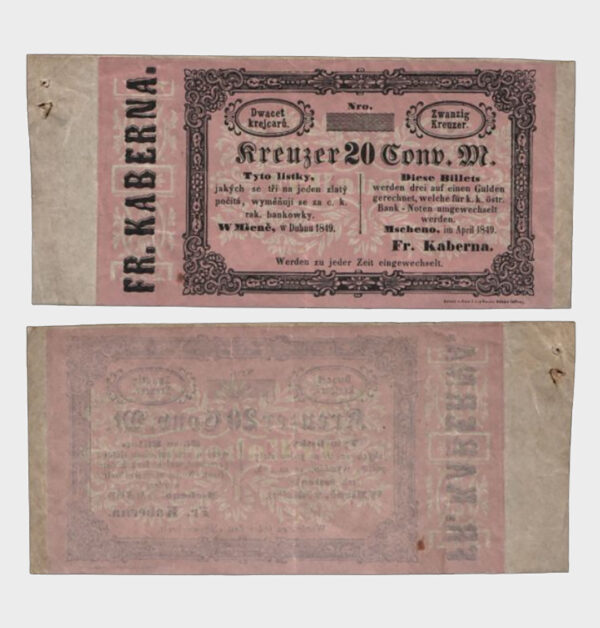 FR. KABERNA.
Dwacet
krejcarů.
Nro.
Zwanzig
Kreuzer.
Kreuzer 20 Conv. M.
Tyto lístky,
jakých se tři na jeden zlatý
počítá, vyměňují se za c. k.
rak. bankowky.
W Mšeně, w Dubnu 1849.
Diese Billets
werden drei auf einen Gulden
gerechnet, welche für k. k. östr.
Bank-Noten umgewechselt
werden.
Mscheno, im April 1849.
Fr. Kaberna.
Werden zu jeder Zeit eingewechselt.